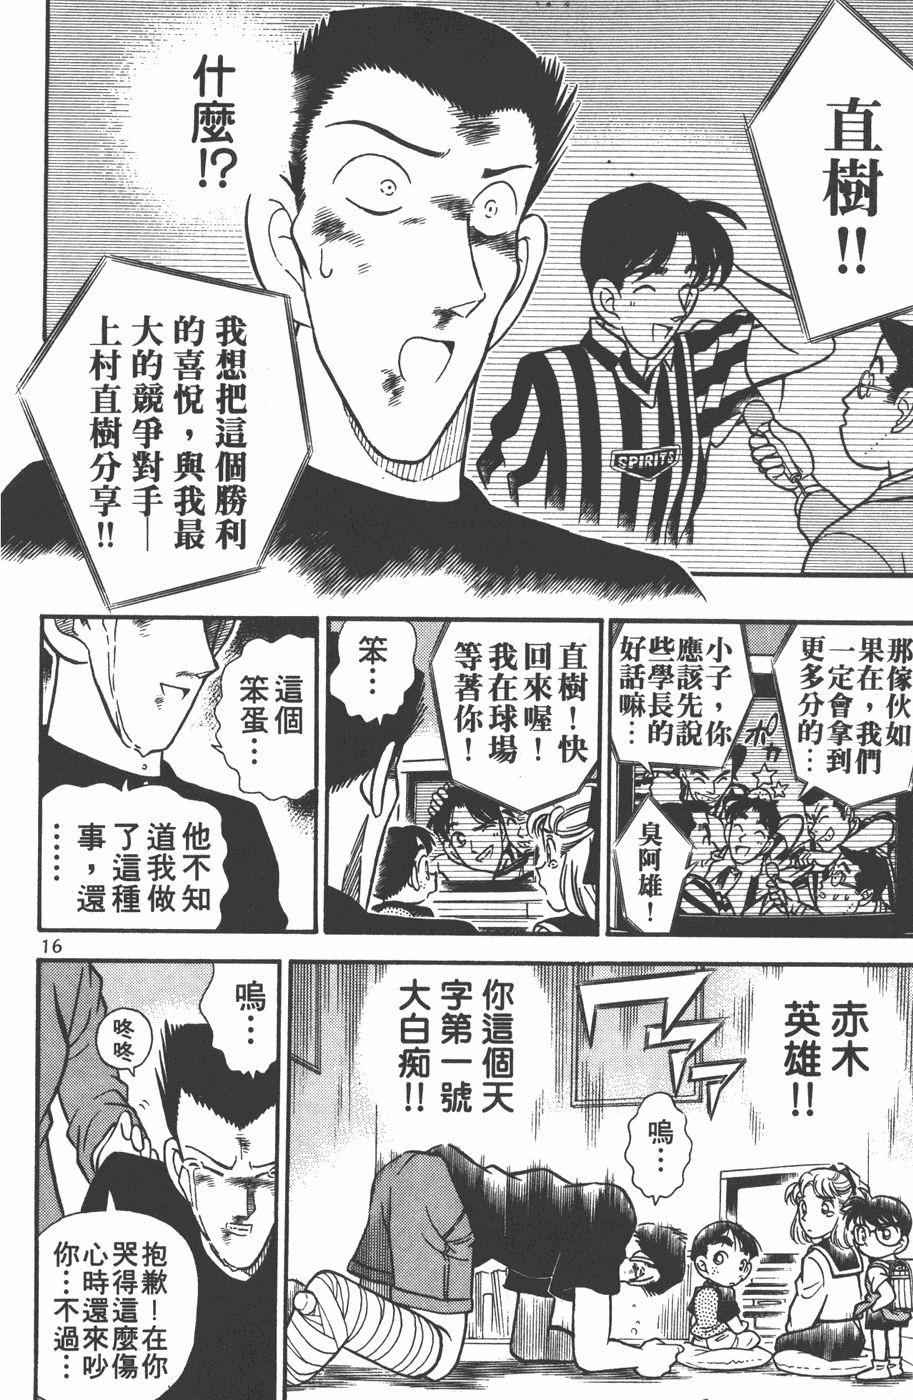 直樹!!
SPIRITS
什麼!?
我想把這個勝利
的喜悅，與我最
大的競爭對手—
上村直樹分享!!
那傢伙如
果在，我們
一定會拿到
更多分的…
小子，你
應該先說
些學長的
好話嘛…
ポカ
臭阿雄！
直樹！快
回來喔！
我在球場
等著你！
笨…
這個
笨蛋…
他不知
道我做
了這種
事，還
……
16
赤木
英雄!!
你這個天
字第一號
大白痴!!
嗚…
嗚…
咚咚
抱歉！在你
哭得這麼傷
心時還來吵
你…不過…